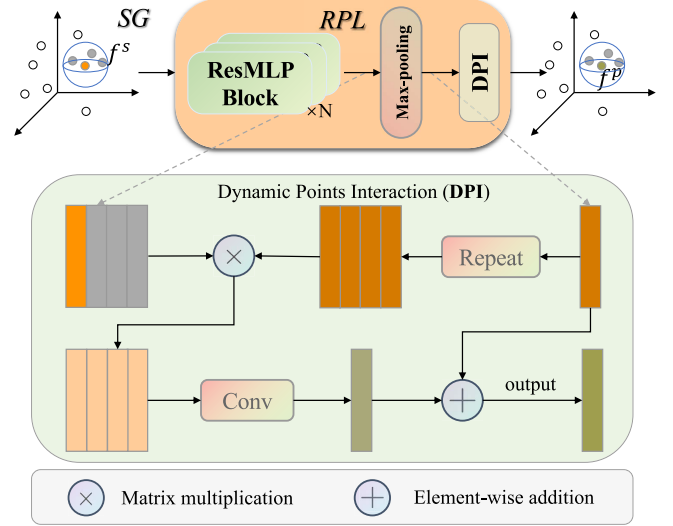 SG
RPL
f^s
ResMLP
Block
×N
Max-pooling
DPI
f^p
Dynamic Points Interaction (DPI)
×
Repeat
Conv
+
output
× Matrix multiplication
+ Element-wise addition